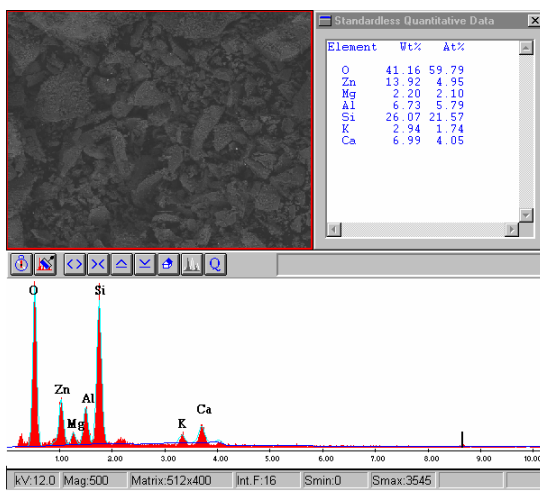 Standardless Quantitative Data
Element Wt% At%
O 41.16 59.79
Zn 13.92 4.95
Mg 2.20 2.10
Al 6.73 5.79
Si 26.07 21.57
K 2.94 1.74
Ca 6.99 4.05
Q
O Si
Zn
Mg Al
K Ca
1.00 2.00 3.00 4.00 5.00 6.00 7.00 8.00 9.00 10.00
kV:12.0 Mag:500 Matrix:512x400 Int.F:16 Smin:0 Smax:3545